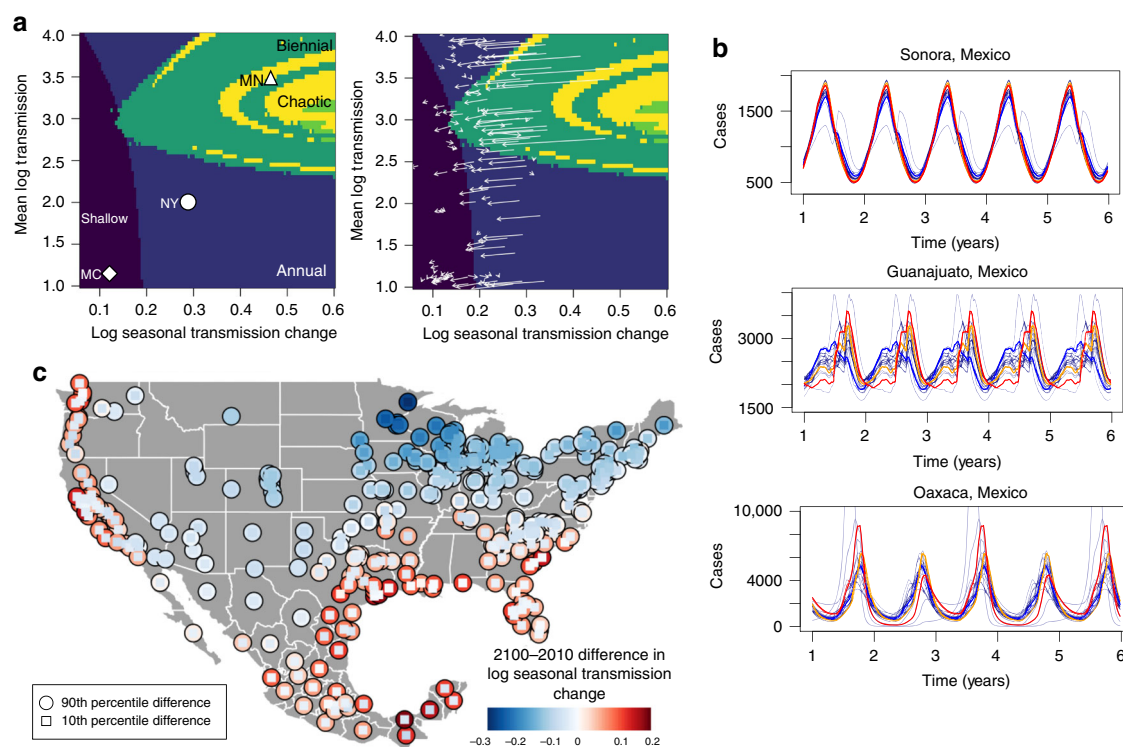 a
4.0
3.5
3.0
2.5
2.0
1.5
1.0
Mean log transmission
Biennial
MN
Chaotic
NY
Shallow
MC
Annual
0.1 0.2 0.3 0.4 0.5 0.6
Log seasonal transmission change
4.0
3.5
3.0
2.5
2.0
1.5
1.0
Mean log transmission
0.1 0.2 0.3 0.4 0.5 0.6
Log seasonal transmission change
b
Sonora, Mexico
Cases
1500
500
1 2 3 4 5 6
Time (years)
Guanajuato, Mexico
Cases
3000
1500
1 2 3 4 5 6
Time (years)
Oaxaca, Mexico
Cases
10,000
4000
0
1 2 3 4 5 6
Time (years)
c
90th percentile difference
10th percentile difference
2100–2010 difference in
log seasonal transmission
change
−0.3 −0.2 −0.1 0 0.1 0.2